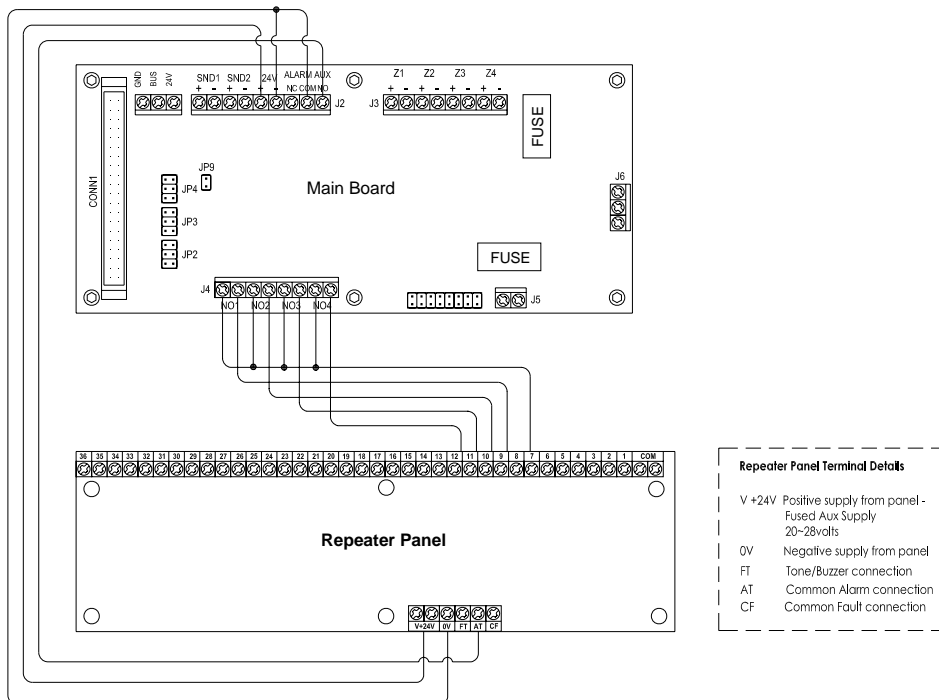 GND
BUS
24V
SND1 SND2 24V ALARM AUX
+ - + - + - NC COM NO
J2
J3
Z1 Z2 Z3 Z4
+ - + - + - + -
FUSE
CONN1
JP9
JP4
JP3
JP2
Main Board
J6
FUSE
J4
NO1 NO2 NO3 NO4
J5
36 35 34 33 32 31 30 29 28 27 26 25 24 23 22 21 20 19 18 17 16 15 14 13 12 11 10 9 8 7 6 5 4 3 2 1 COM
Repeater Panel
V+24V 0V FT AT CF
Repeater Panel Terminal Details
V +24V Positive supply from panel -
Fused Aux Supply
20~28volts
0V Negative supply from panel
FT Tone/Buzzer connection
AT Common Alarm connection
CF Common Fault connection